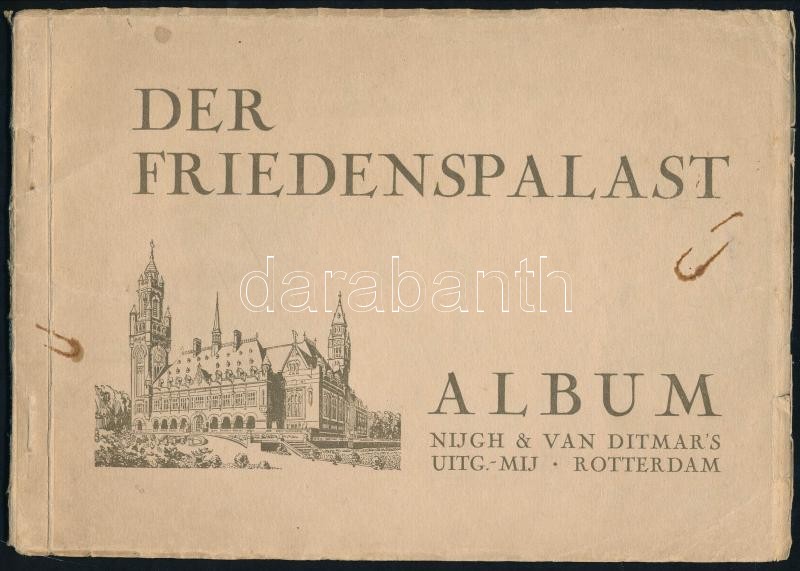 DER
FRIEDENSPALAST
darabanth
ALBUM
NIJGH & VAN DITMAR'S
UITG.-MIJ · ROTTERDAM